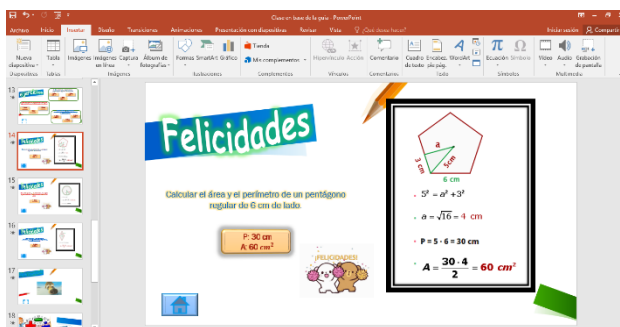 Clase en base de la guía - PowerPoint
Archivo Inicio Insertar Diseño Transiciones Animaciones Presentación con diapositivas Revisar Vista ¿Qué desea hacer? Iniciar sesión Compartir
Nueva diapositiva Tabla Imágenes Imágenes en línea Captura Álbum de fotografías Formas SmartArt Gráfico Tienda Mis complementos Hipervínculo Acción Comentario Cuadro de texto Encabez. pie pág. WordArt Ecuación Símbolo Vídeo Audio Grabación de pantalla
Diapositivas Tablas Imágenes Ilustraciones Complementos Vínculos Comentarios Texto Símbolos Multimedia
13
14
15
16
17
18
Felicidades
Calcular el área y el perímetro de un pentágono
regular de 6 cm de lado.
P: 30 cm
A: 60 cm²
¡FELICIDADES!
a
3 cm
5cm
6 cm
5² = a² + 3²
a = √16 = 4 cm
P = 5 · 6 = 30 cm
A = 30 · 4 / 2 = 60 cm²